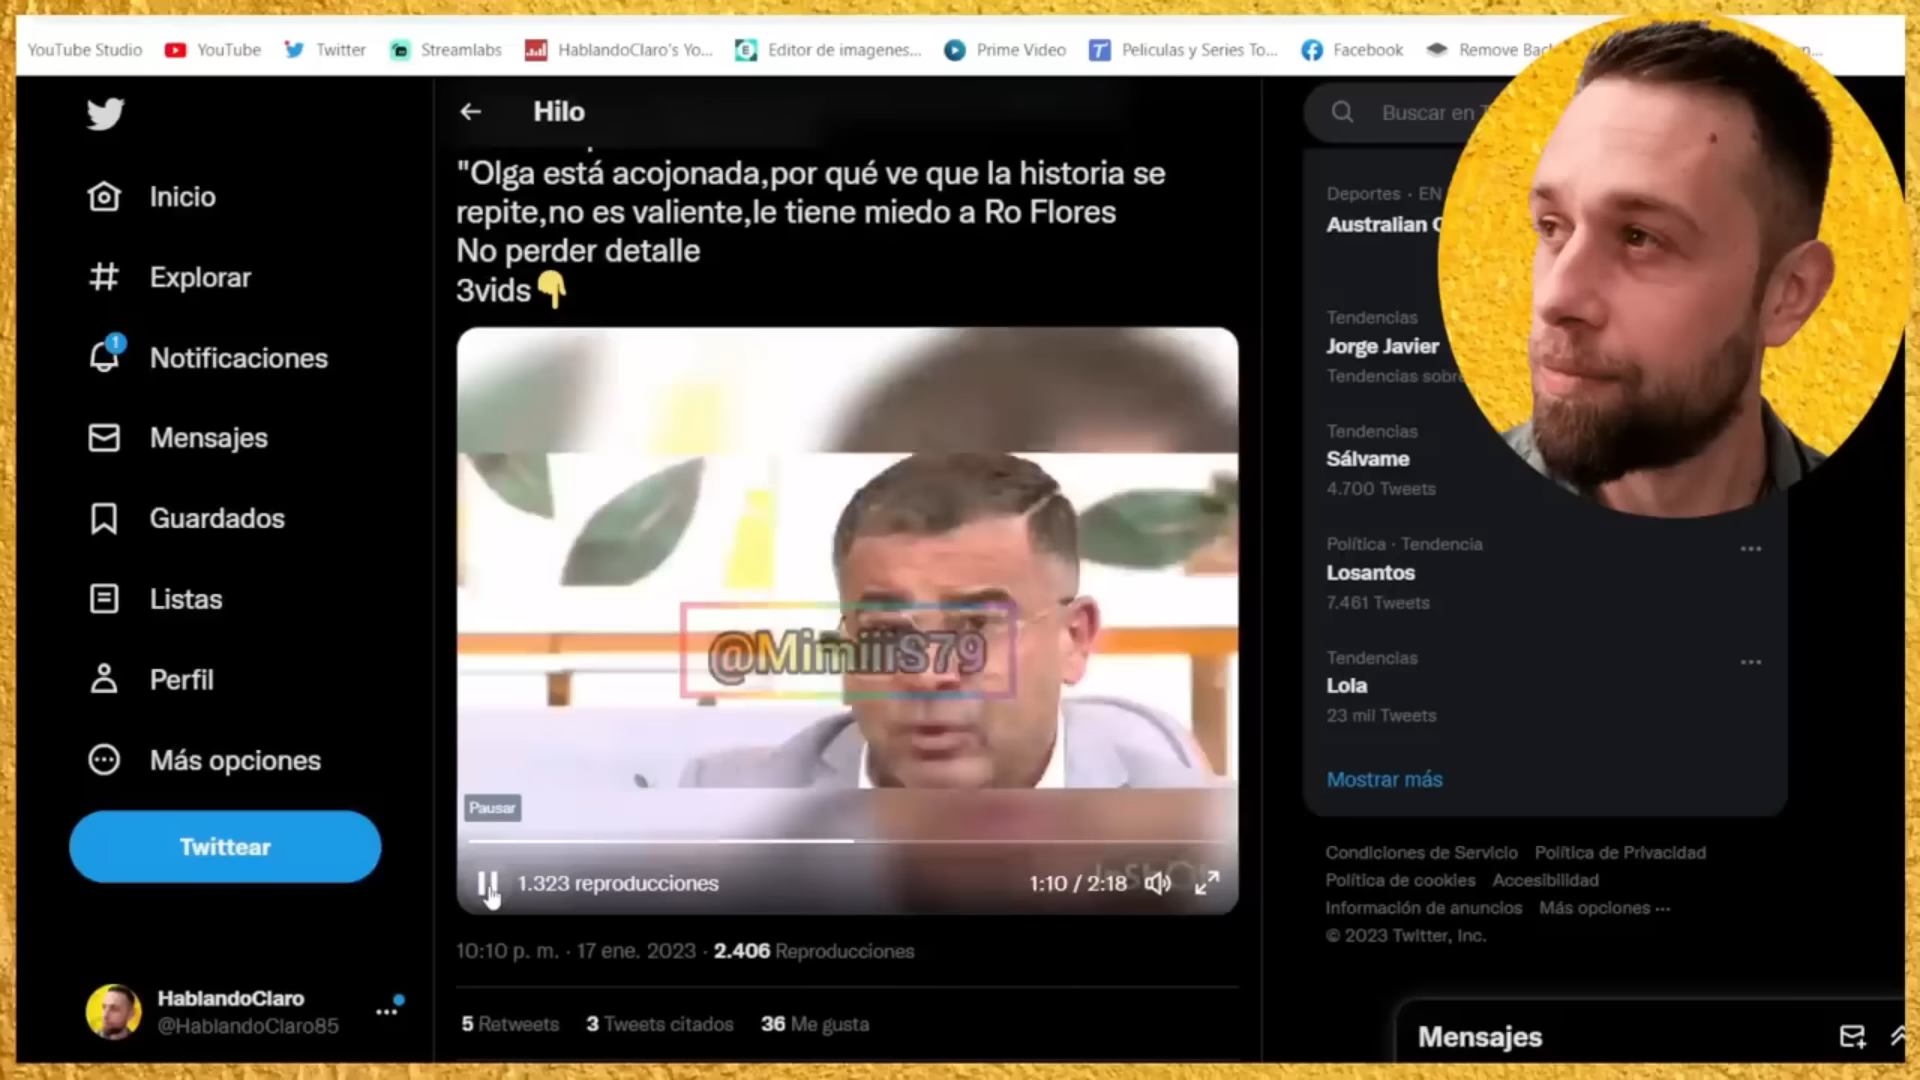 YouTube Studio
YouTube
Twitter
Streamlabs
HablandoClaro's Yo...
Editor de imagenes...
Prime Video
Peliculas y Series To...
Facebook
Remove
Inicio
Explorar
1
Notificaciones
Mensajes
Guardados
Listas
Perfil
Más opciones
Twittear
HablandoClaro
@HablandoClaro85
Hilo
"Olga está acojonada,por qué ve que la historia se
repite,no es valiente,le tiene miedo a Ro Flores
No perder detalle
3vids👇
@MimiiiS79
Pausar
1.323 reproducciones
1:10 / 2:18
10:10 p. m. · 17 ene. 2023 · 2.406 Reproducciones
5 Retweets 3 Tweets citados 36 Me gusta
Buscar en
Deportes · EN
Australian
Tendencias
Jorge Javier
Tendencias
Sálvame
4.700 Tweets
Política · Tendencia
Losantos
7.461 Tweets
Tendencias
Lola
23 mil Tweets
Mostrar más
Condiciones de Servicio Política de Privacidad
Política de cookies Accesibilidad
Información de anuncios Más opciones ···
© 2023 Twitter, Inc.
Mensajes